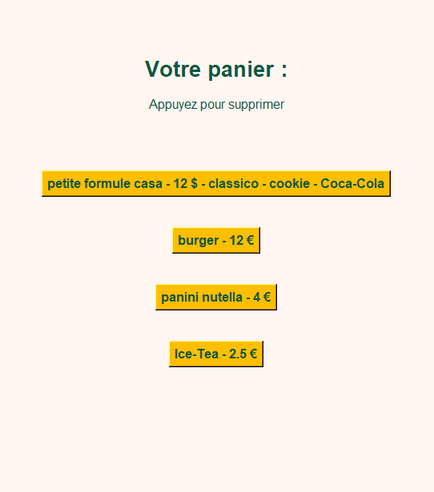 Votre panier :
Appuyez pour supprimer
petite formule casa - 12 $ - classico - cookie - Coca-Cola
burger - 12 €
panini nutella - 4 €
Ice-Tea - 2.5 €